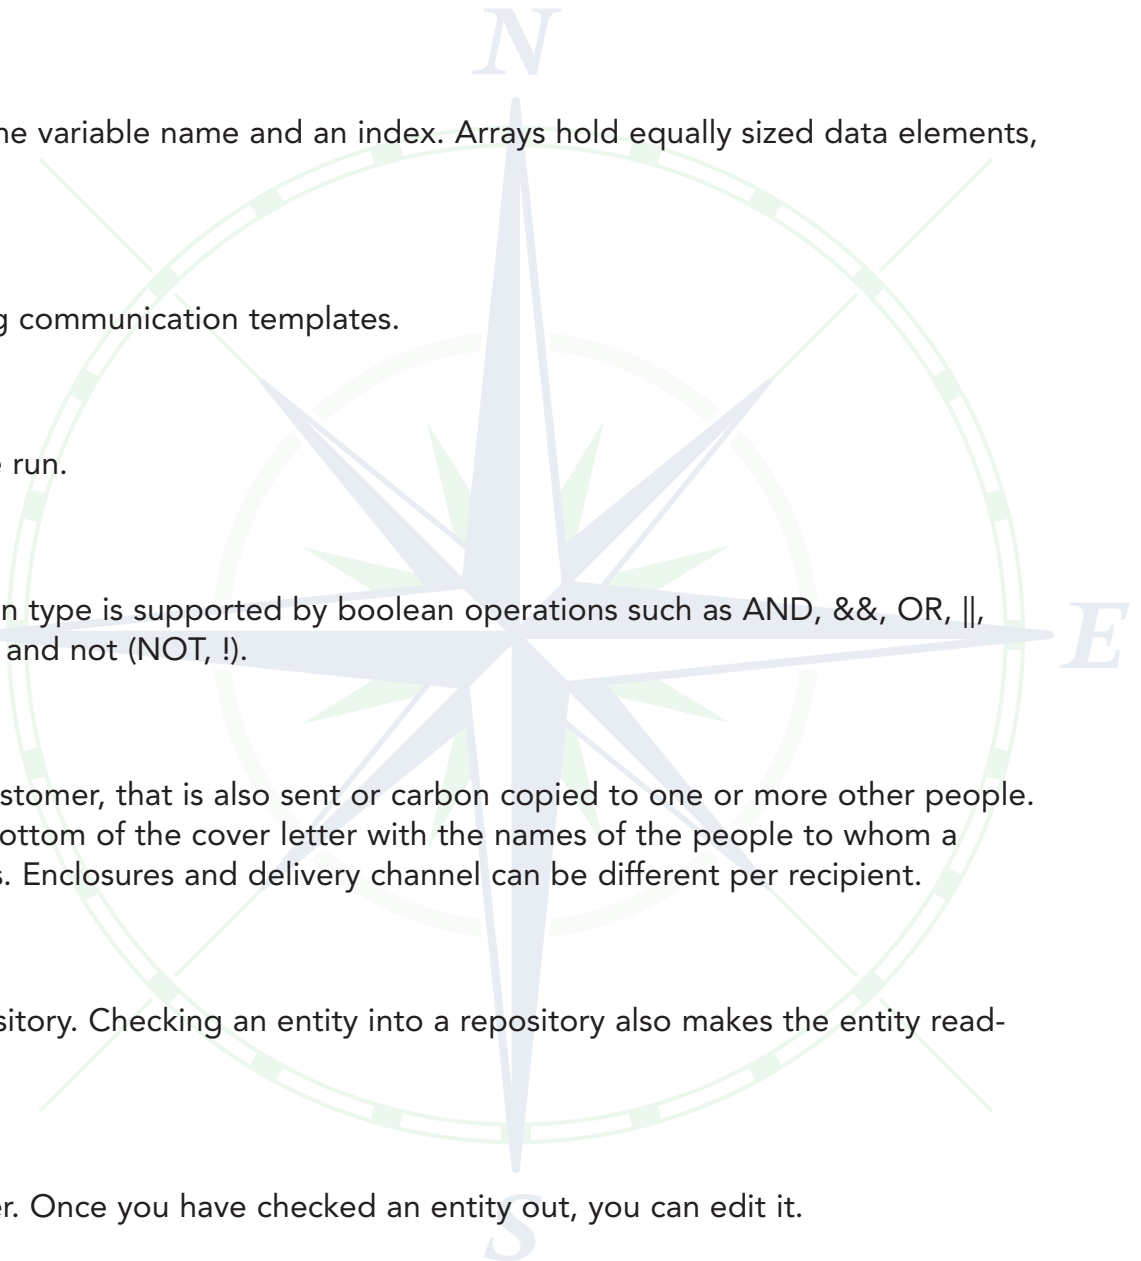 N
he variable name and an index. Arrays hold equally sized data elements,
g communication templates.
e run.
n type is supported by boolean operations such as AND, &&, OR, ||,
and not (NOT, !).
E
stomer, that is also sent or carbon copied to one or more other people.
ottom of the cover letter with the names of the people to whom a
s. Enclosures and delivery channel can be different per recipient.
sitory. Checking an entity into a repository also makes the entity read-
er. Once you have checked an entity out, you can edit it.
S